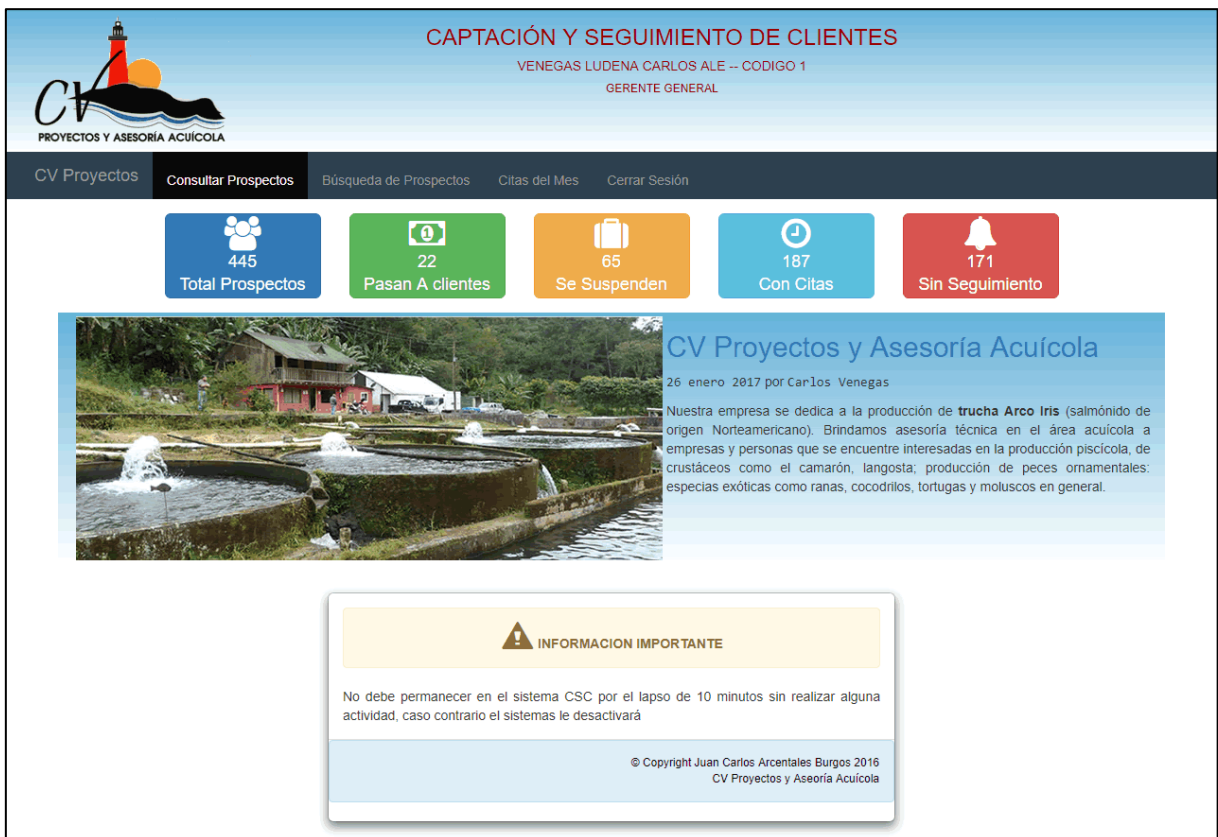 CV
PROYECTOS Y ASESORÍA ACUÍCOLA
CAPTACIÓN Y SEGUIMIENTO DE CLIENTES
VENEGAS LUDENA CARLOS ALE -- CODIGO 1
GERENTE GENERAL
CV Proyectos
Consultar Prospectos
Búsqueda de Prospectos
Citas del Mes
Cerrar Sesión
445
Total Prospectos
1
22
Pasan A clientes
65
Se Suspenden
187
Con Citas
171
Sin Seguimiento
CV Proyectos y Asesoría Acuícola
26 enero 2017 por Carlos Venegas
Nuestra empresa se dedica a la producción de trucha Arco Iris (salmónido de
origen Norteamericano). Brindamos asesoría técnica en el área acuícola a
empresas y personas que se encuentre interesadas en la producción piscícola, de
crustáceos como el camarón, langosta; producción de peces ornamentales:
especias exóticas como ranas, cocodrilos, tortugas y moluscos en general.
INFORMACION IMPORTANTE
No debe permanecer en el sistema CSC por el lapso de 10 minutos sin realizar alguna
actividad, caso contrario el sistemas le desactivará
© Copyright Juan Carlos Arcentales Burgos 2016
CV Proyectos y Aseoría Acuícola